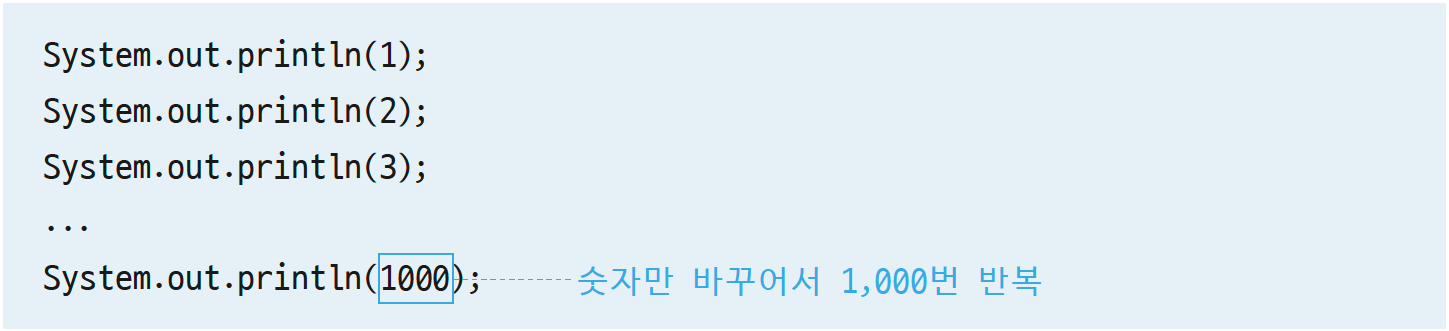 System.out.println(1);
System.out.println(2);
System.out.println(3);
...
System.out.println(1000); 숫자만 바꾸어서 1,000번 반복